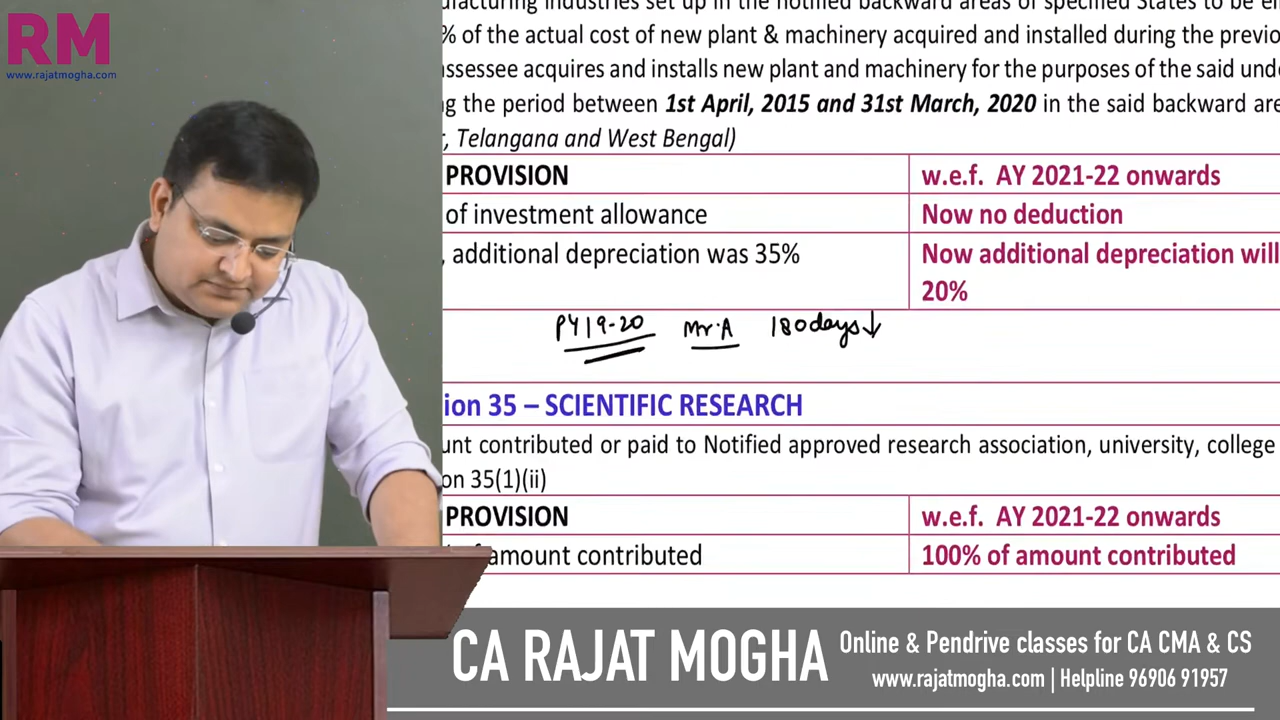 RM
www.rajatmogha.com
facturing industries set up in the notified backward areas of specified States to be
% of the actual cost of new plant & machinery acquired and installed during the previo
assessee acquires and installs new plant and machinery for the purposes of the said und
g the period between 1st April, 2015 and 31st March, 2020 in the said backward are
, Telangana and West Bengal)
PROVISION w.e.f. AY 2021-22 onwards
of investment allowance Now no deduction
, additional depreciation was 35% Now additional depreciation will
20%
PY19-20 Mr.A 180days↓
ion 35 – SCIENTIFIC RESEARCH
unt contributed or paid to Notified approved research association, university, college
on 35(1)(ii)
PROVISION w.e.f. AY 2021-22 onwards
of amount contributed 100% of amount contributed
CA RAJAT MOGHA Online & Pendrive classes for CA CMA & CS
www.rajatmogha.com | Helpline 96906 91957